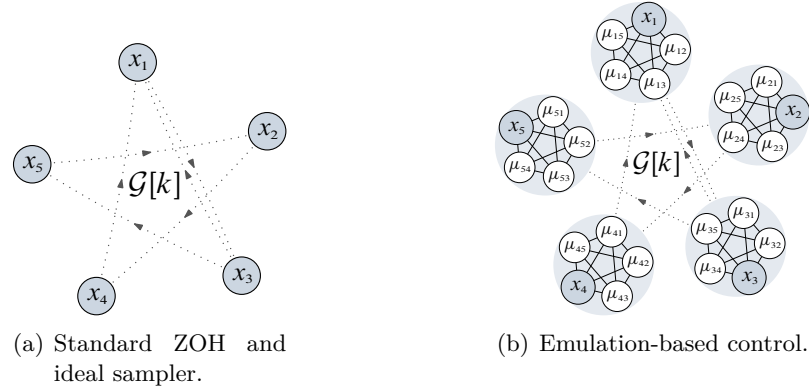 x₁
x₂
x₅
𝒢[k]
x₃
x₄
(a) Standard ZOH and
ideal sampler.
x₁
μ₁₅
μ₁₂
μ₁₄
μ₁₃
μ₂₁
μ₂₅
x₂
μ₂₄
μ₂₃
μ₅₁
x₅
μ₅₂
μ₅₄
μ₅₃
𝒢[k]
μ₃₁
μ₃₅
μ₃₂
μ₃₄
x₃
μ₄₁
μ₄₅
μ₄₂
x₄
μ₄₃
(b) Emulation-based control.